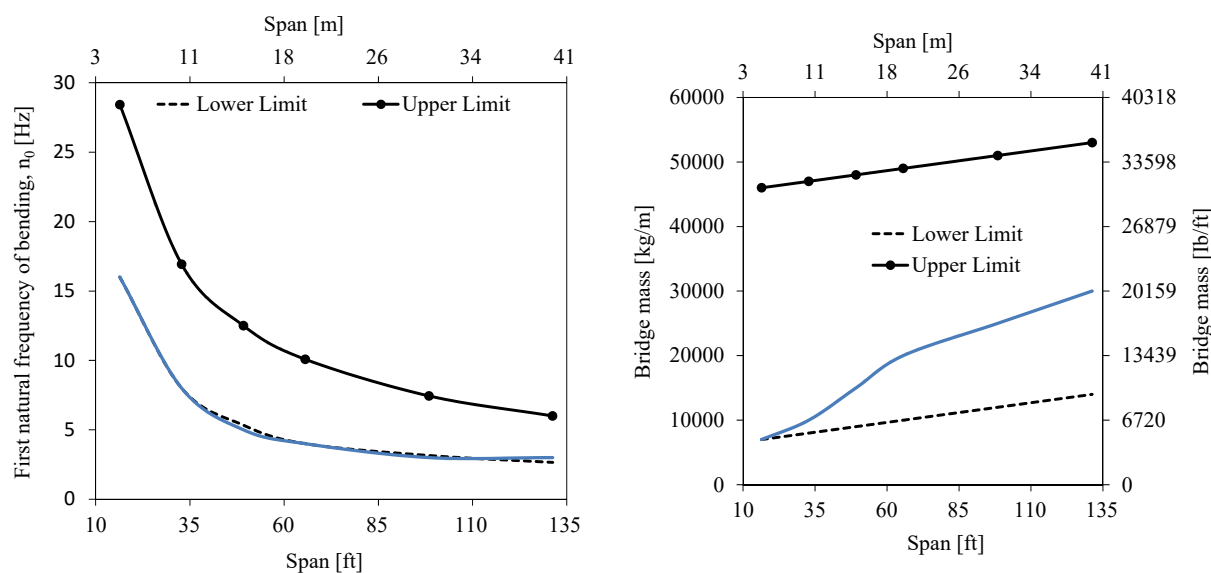 Span [m]
3 11 18 26 34 41
30
25
20
15
10
5
0
First natural frequency of bending, n0 [Hz]
Lower Limit Upper Limit
10 35 60 85 110 135
Span [ft]
Span [m]
3 11 18 26 34 41
60000
50000
40000
30000
20000
10000
0
Bridge mass [kg/m]
Lower Limit
Upper Limit
40318
33598
26879
20159
13439
6720
0
Bridge mass [Ib/ft]
10 35 60 85 110 135
Span [ft]